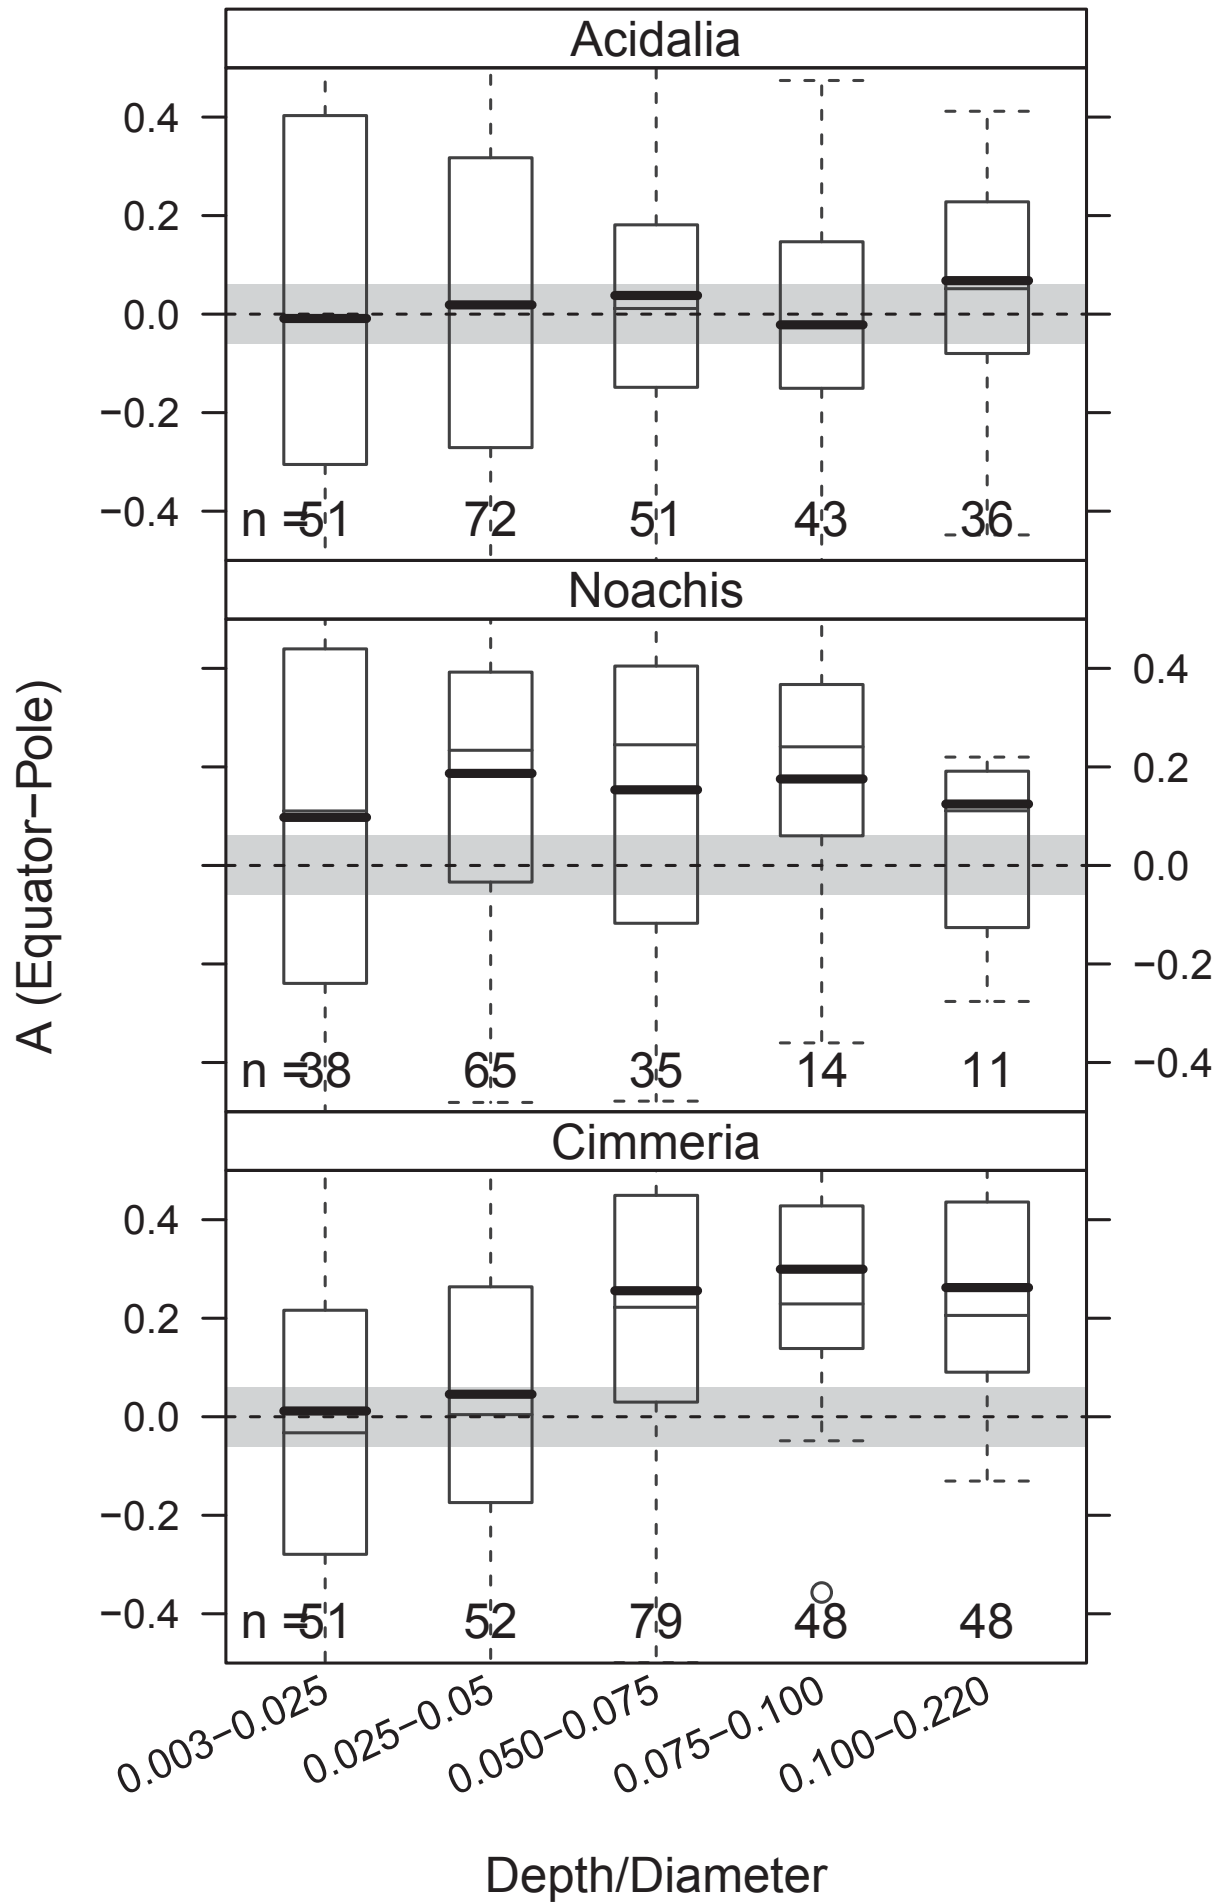 Acidalia
0.4
0.2
0.0
−0.2
−0.4
n = 51 72 51 43 36
Noachis
0.4
0.2
0.0
−0.2
−0.4
n = 38 65 35 14 11
Cimmeria
0.4
0.2
0.0
−0.2
−0.4
n = 51 52 79 48 48
A (Equator−Pole)
0.003−0.025 0.025−0.05 0.050−0.075 0.075−0.100 0.100−0.220
Depth/Diameter